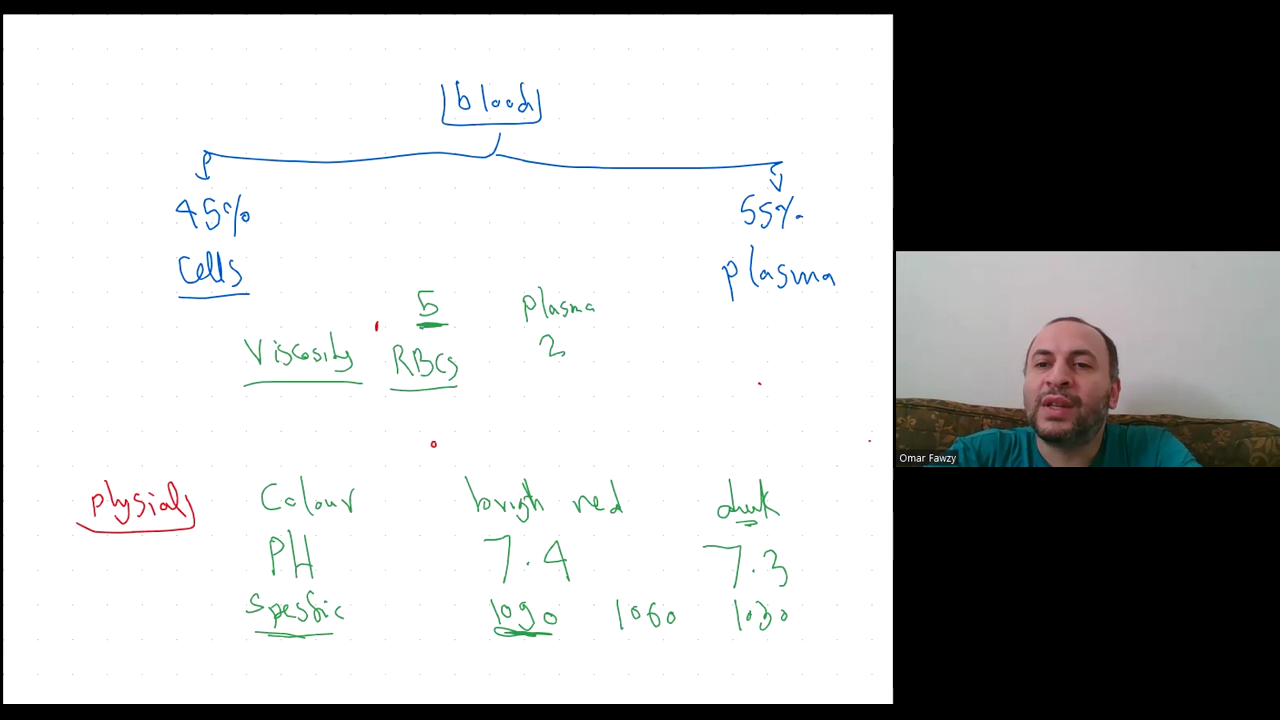 blood
45% 55%
Cells plasma
5 plasma
Viscosity RBCs 2
physial Colour brigh red dark
PH 7.4 7.3
Spesfic 1090 1060 1030
Omar Fawzy